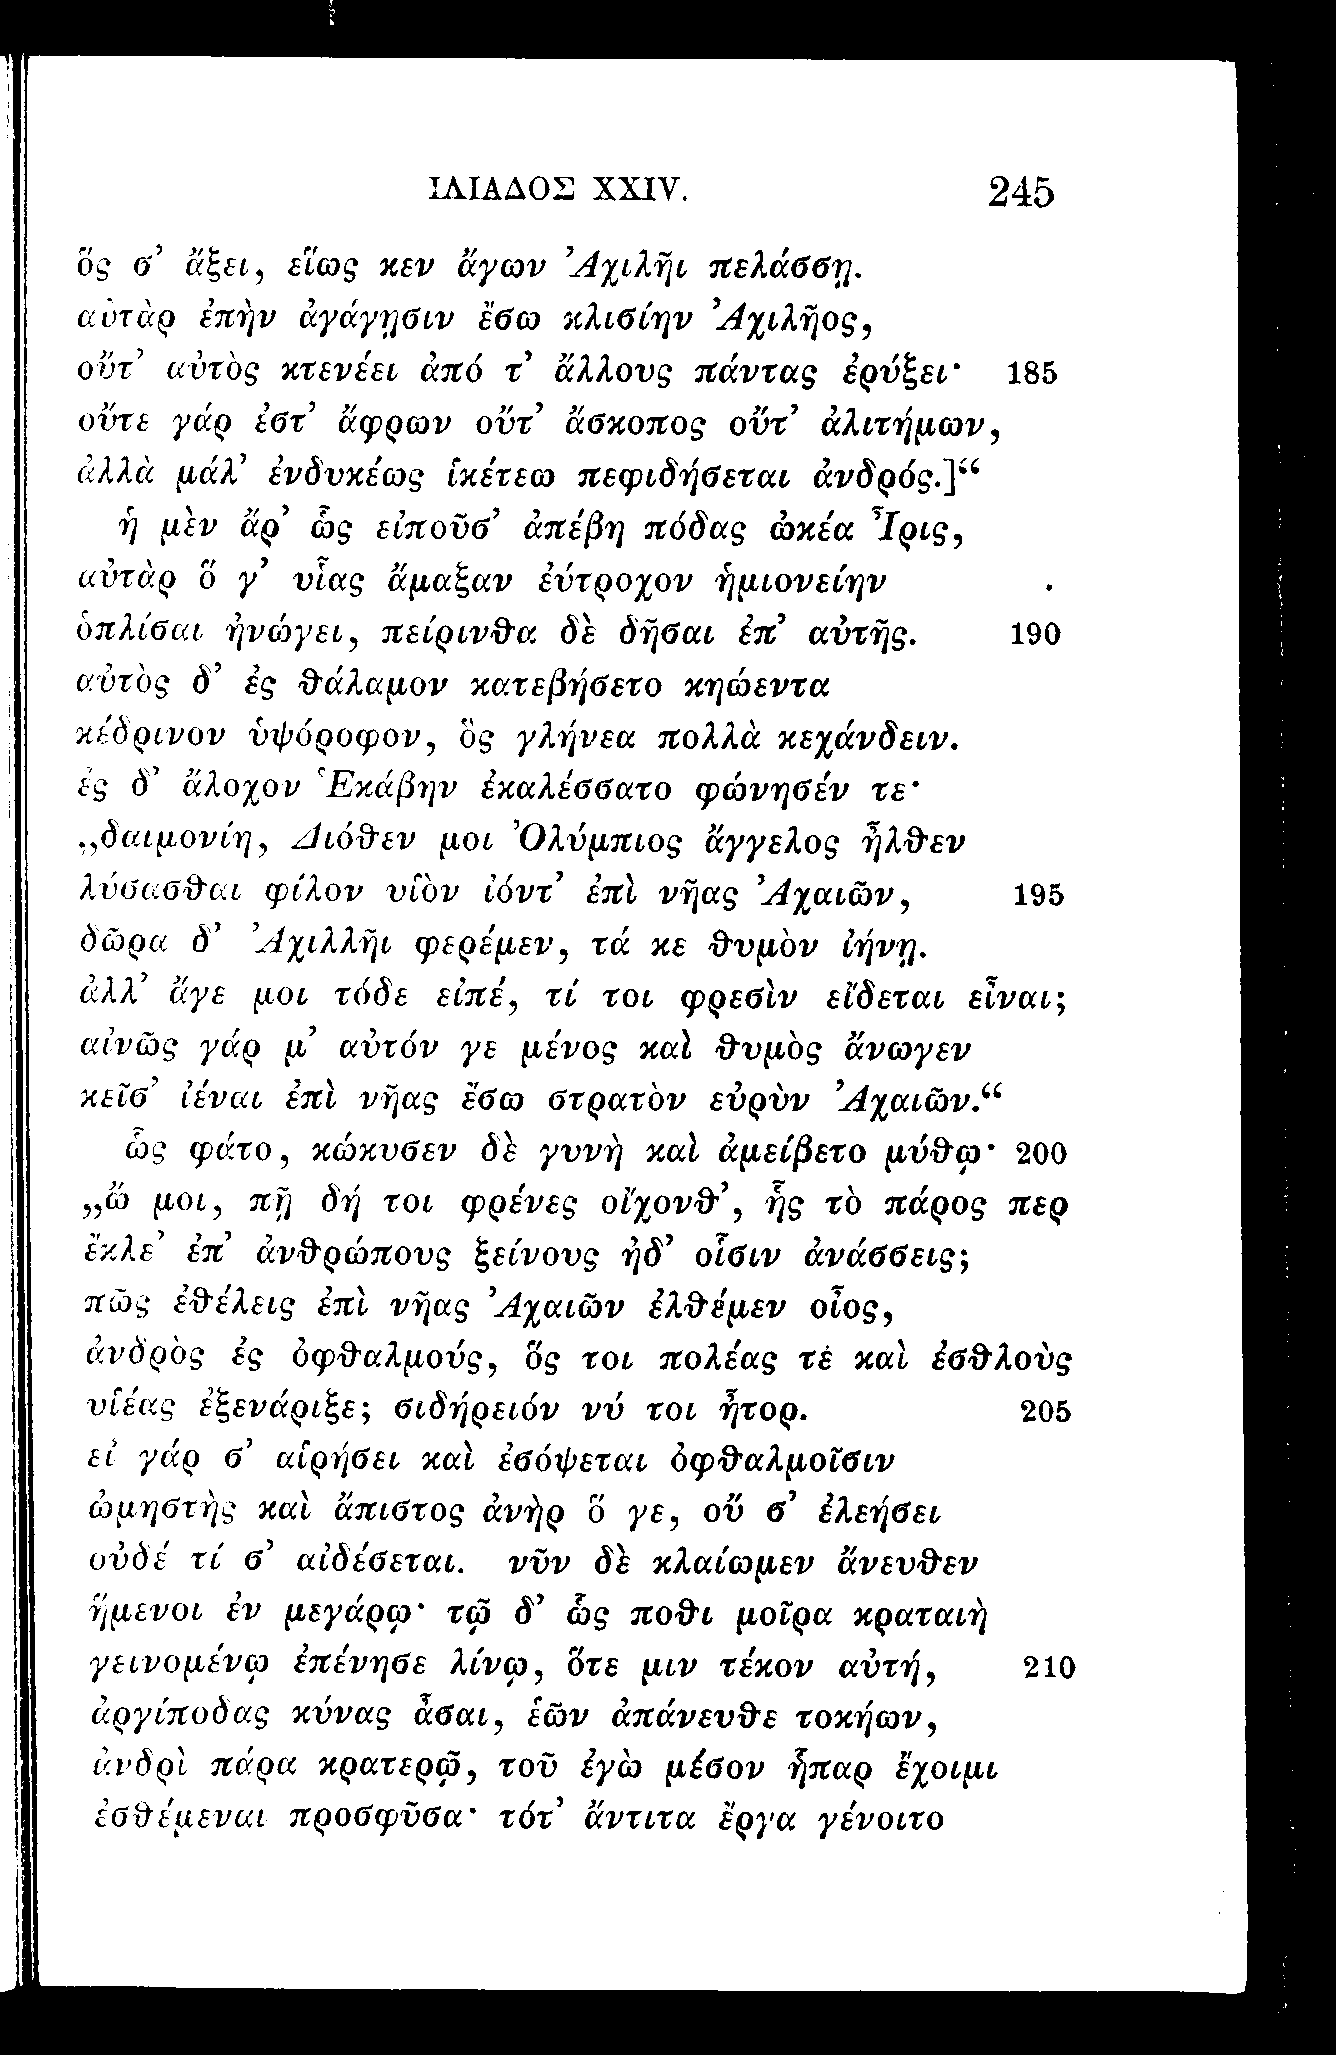 ΙΛΙΑΔΟΣ XXIV. 245
ὅς σ’ ἄξει, εἵως κεν ἄγων Ἀχιλῆι πελάσσῃ.
αὐτὰρ ἐπὴν ἀγάγῃσιν ἔσω κλισίην Ἀχιλῆος,
οὔτ’ αὐτὸς κτενέει ἀπό τ’ ἄλλους πάντας ἐρύξει· 185
οὔτε γάρ ἐστ’ ἄφρων οὔτ’ ἄσκοπος οὔτ’ ἀλιτήμων,
ἀλλὰ μάλ’ ἐνδυκέως ἱκέτεω πεφιδήσεται ἀνδρός.]“
ἡ μὲν ἄρ’ ὣς εἰποῦσ’ ἀπέβη πόδας ὠκέα Ἶρις,
αὐτὰρ ὅ γ’ υἷας ἄμαξαν ἐύτροχον ἡμιονείην
ὁπλίσαι ἠνώγει, πείρινϑα δὲ δῆσαι ἐπ’ αὐτῆς. 190
αὐτὸς δ’ ἐς ϑάλαμον κατεβήσετο κηώεντα
κέδρινον ὑψόροφον, ὃς γλήνεα πολλὰ κεχάνδειν.
ἐς δ’ ἄλοχον Ἑκάβην ἐκαλέσσατο φώνησέν τε·
„δαιμονίη, Διόϑεν μοι Ὀλύμπιος ἄγγελος ἦλϑεν
λύσασϑαι φίλον υἱὸν ἰόντ’ ἐπὶ νῆας Ἀχαιῶν, 195
δῶρα δ’ Ἀχιλλῆι φερέμεν, τά κε ϑυμὸν ἰήνῃ.
ἀλλ’ ἄγε μοι τόδε εἰπέ, τί τοι φρεσὶν εἴδεται εἶναι;
αἰνῶς γάρ μ’ αὐτόν γε μένος καὶ ϑυμὸς ἄνωγεν
κεῖσ’ ἰέναι ἐπὶ νῆας ἔσω στρατὸν εὐρὺν Ἀχαιῶν.“
ὣς φάτο, κώκυσεν δὲ γυνὴ καὶ ἀμείβετο μύϑῳ· 200
„ὤ μοι, πῇ δή τοι φρένες οἴχονϑ’, ᾗς τὸ πάρος περ
ἔκλε’ ἐπ’ ἀνϑρώπους ξείνους ἠδ’ οἷσιν ἀνάσσεις;
πῶς ἐϑέλεις ἐπὶ νῆας Ἀχαιῶν ἐλϑέμεν οἶος,
ἀνδρὸς ἐς ὀφϑαλμούς, ὅς τοι πολέας τε καὶ ἐσϑλοὺς
υἱέας ἐξενάριξε; σιδήρειόν νύ τοι ἦτορ. 205
εἰ γάρ σ’ αἱρήσει καὶ ἐσόψεται ὀφϑαλμοῖσιν
ὠμηστὴς καὶ ἄπιστος ἀνὴρ ὅ γε, οὔ σ’ ἐλεήσει
οὐδέ τί σ’ αἰδέσεται. νῦν δὲ κλαίωμεν ἄνευϑεν
ἥμενοι ἐν μεγάρῳ· τῷ δ’ ὥς ποϑι μοῖρα κραταιὴ
γεινομένῳ ἐπένησε λίνῳ, ὅτε μιν τέκον αὐτή, 210
ἀργίποδας κύνας ἆσαι, ἑῶν ἀπάνευϑε τοκήων,
ἀνδρὶ πάρα κρατερῷ, τοῦ ἐγὼ μέσον ἧπαρ ἔχοιμι
ἐσϑέμεναι προσφῦσα· τότ’ ἄντιτα ἔργα γένοιτο